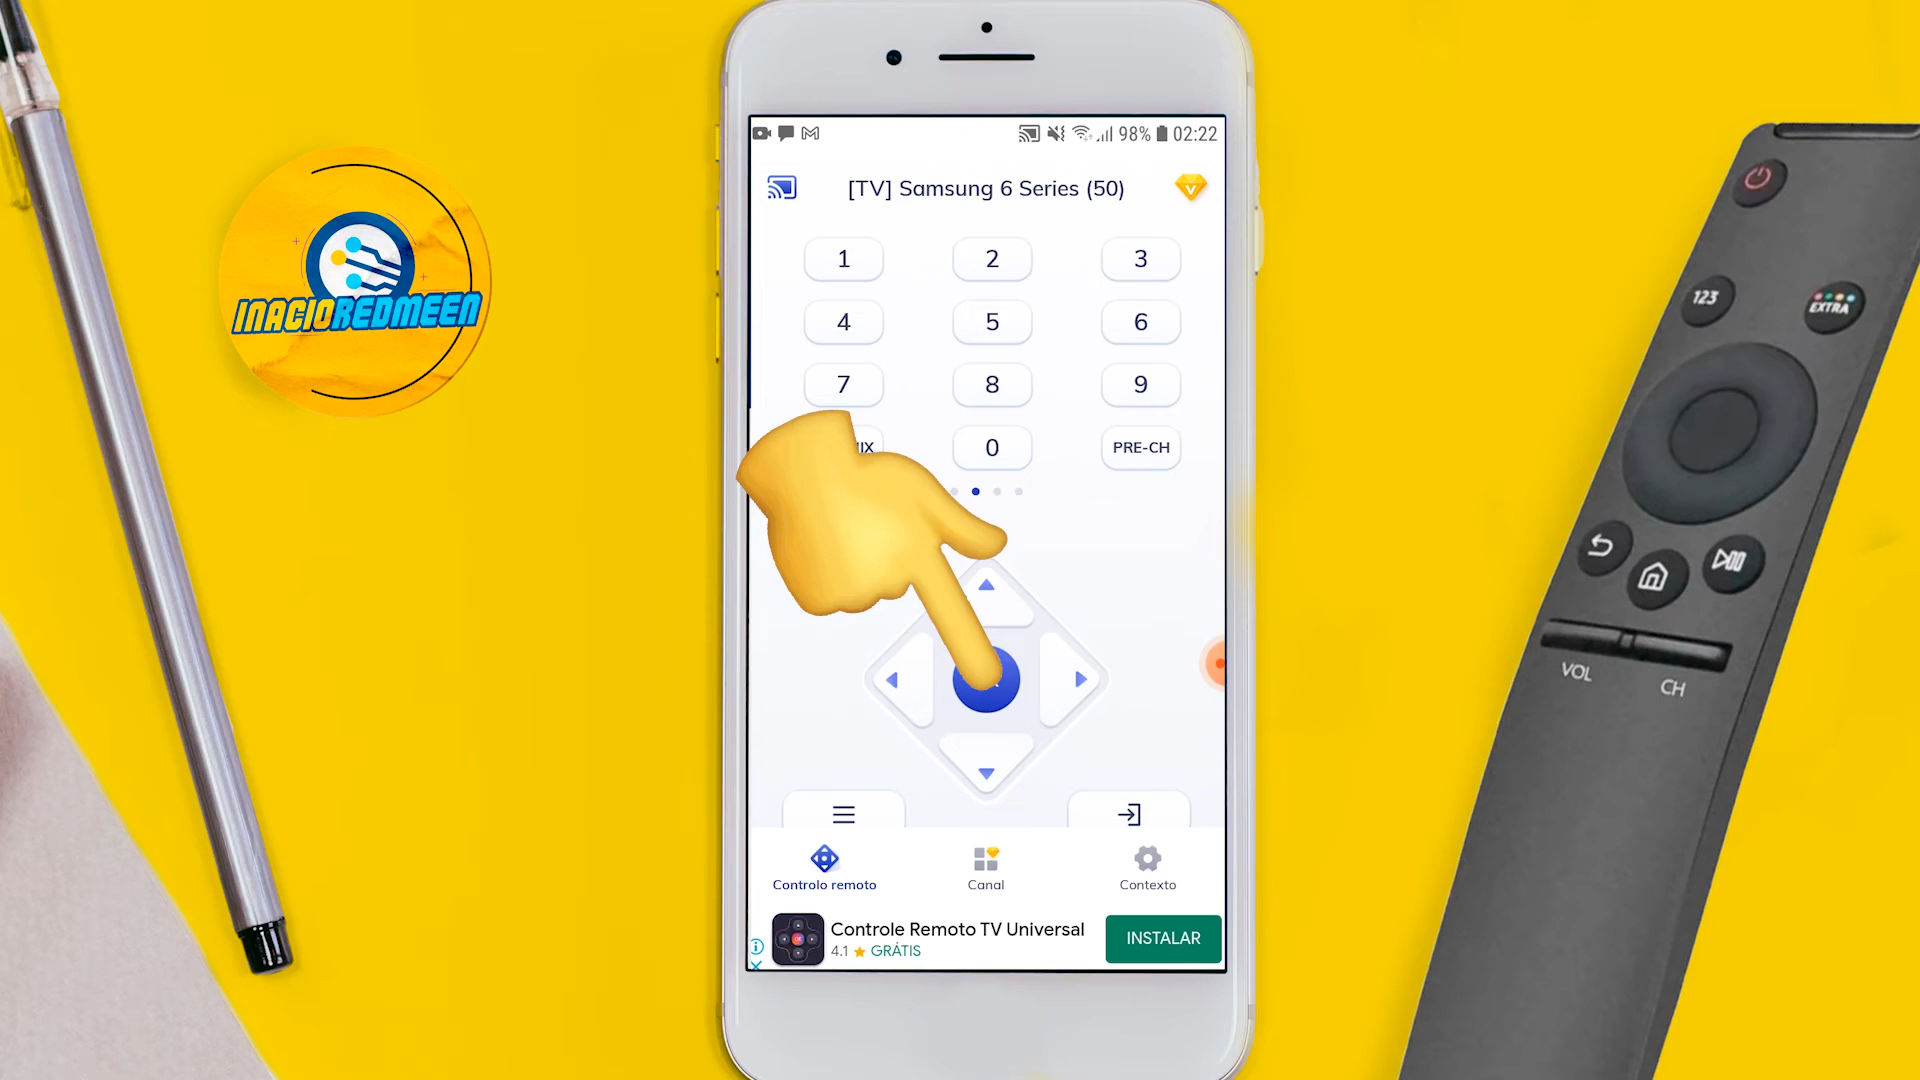 INACIOREDMEEN
98% 02:22
[TV] Samsung 6 Series (50)
1 2 3
4 5 6
7 8 9
0 PRE-CH
Controlo remoto Canal Contexto
Controle Remoto TV Universal
4.1 GRÁTIS
INSTALAR
123 EXTRA
VOL CH